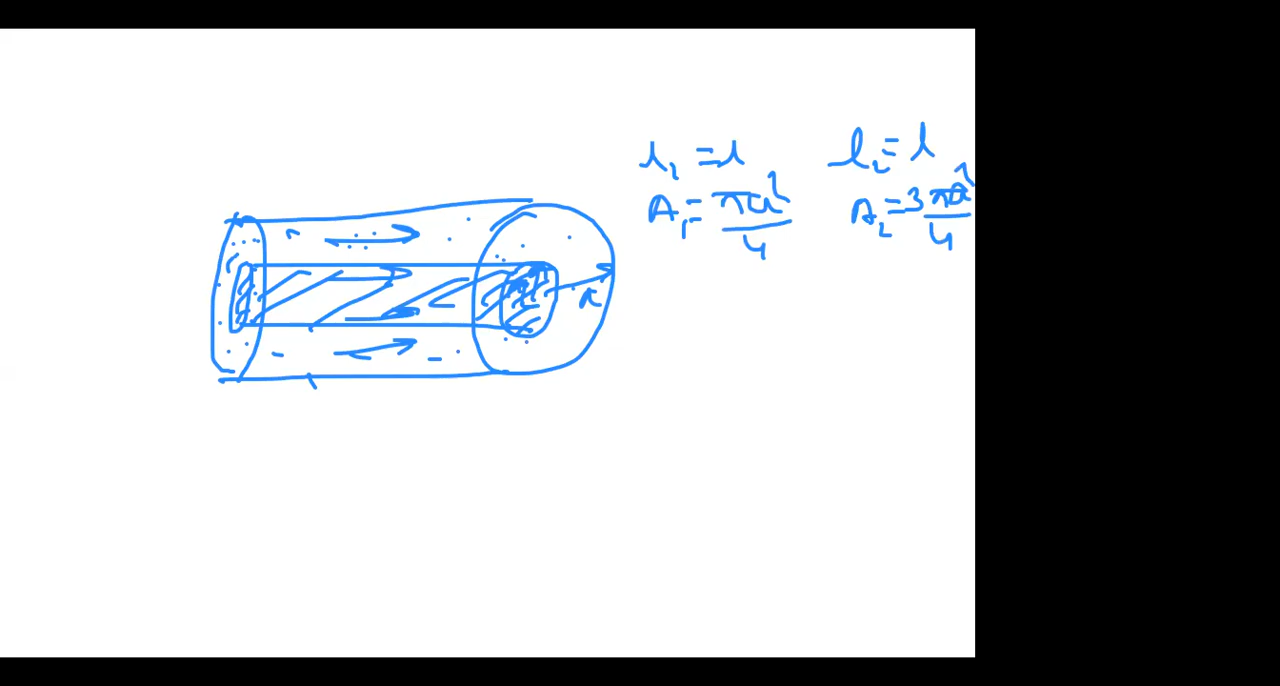 l₁ = l
A₁ = πa²/4
l₂ = l
A₂ = 3πa²/4
a